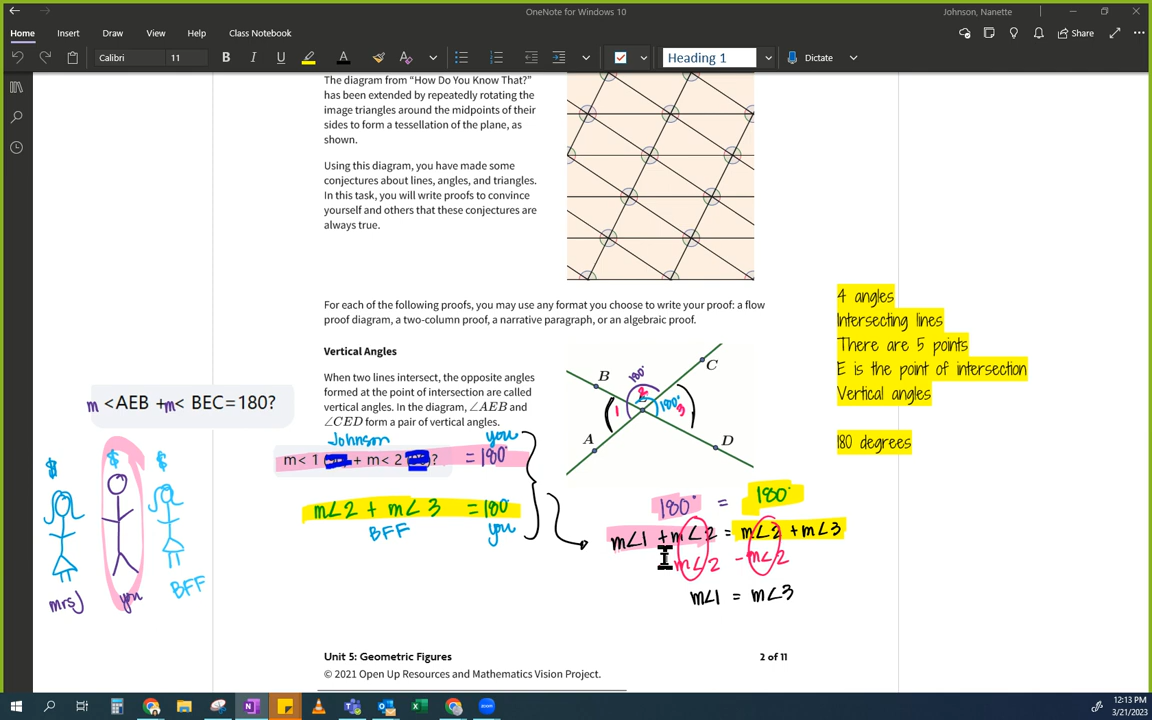 OneNote for Windows 10
Johnson, Nanette
Home Insert Draw View Help Class Notebook
Share
Calibri 11 B I U A Heading 1 Dictate
The diagram from “How Do You Know That?”
has been extended by repeatedly rotating the
image triangles around the midpoints of their
sides to form a tessellation of the plane, as
shown.
Using this diagram, you have made some
conjectures about lines, angles, and triangles.
In this task, you will write proofs to convince
yourself and others that these conjectures are
always true.
For each of the following proofs, you may use any format you choose to write your proof: a flow
proof diagram, a two-column proof, a narrative paragraph, or an algebraic proof.
Vertical Angles
When two lines intersect, the opposite angles
formed at the point of intersection are called
vertical angles. In the diagram, ∠AEB and
∠CED form a pair of vertical angles.
B
C
A
D
180°
2
1
180°
3
4 angles
Intersecting lines
There are 5 points
E is the point of intersection
Vertical angles
180 degrees
m <AEB +m< BEC=180?
$ $ $
mrsJ you BFF
Johnson you
m< 1 + m< 2 ? = 180°
m∠2 + m∠3 = 180
BFF you
180° = 180°
m∠1 + m∠2 = m∠2 + m∠3
m∠2 - m∠2
m∠1 = m∠3
Unit 5: Geometric Figures 2 of 11
© 2021 Open Up Resources and Mathematics Vision Project.
12:13 PM
3/21/2023